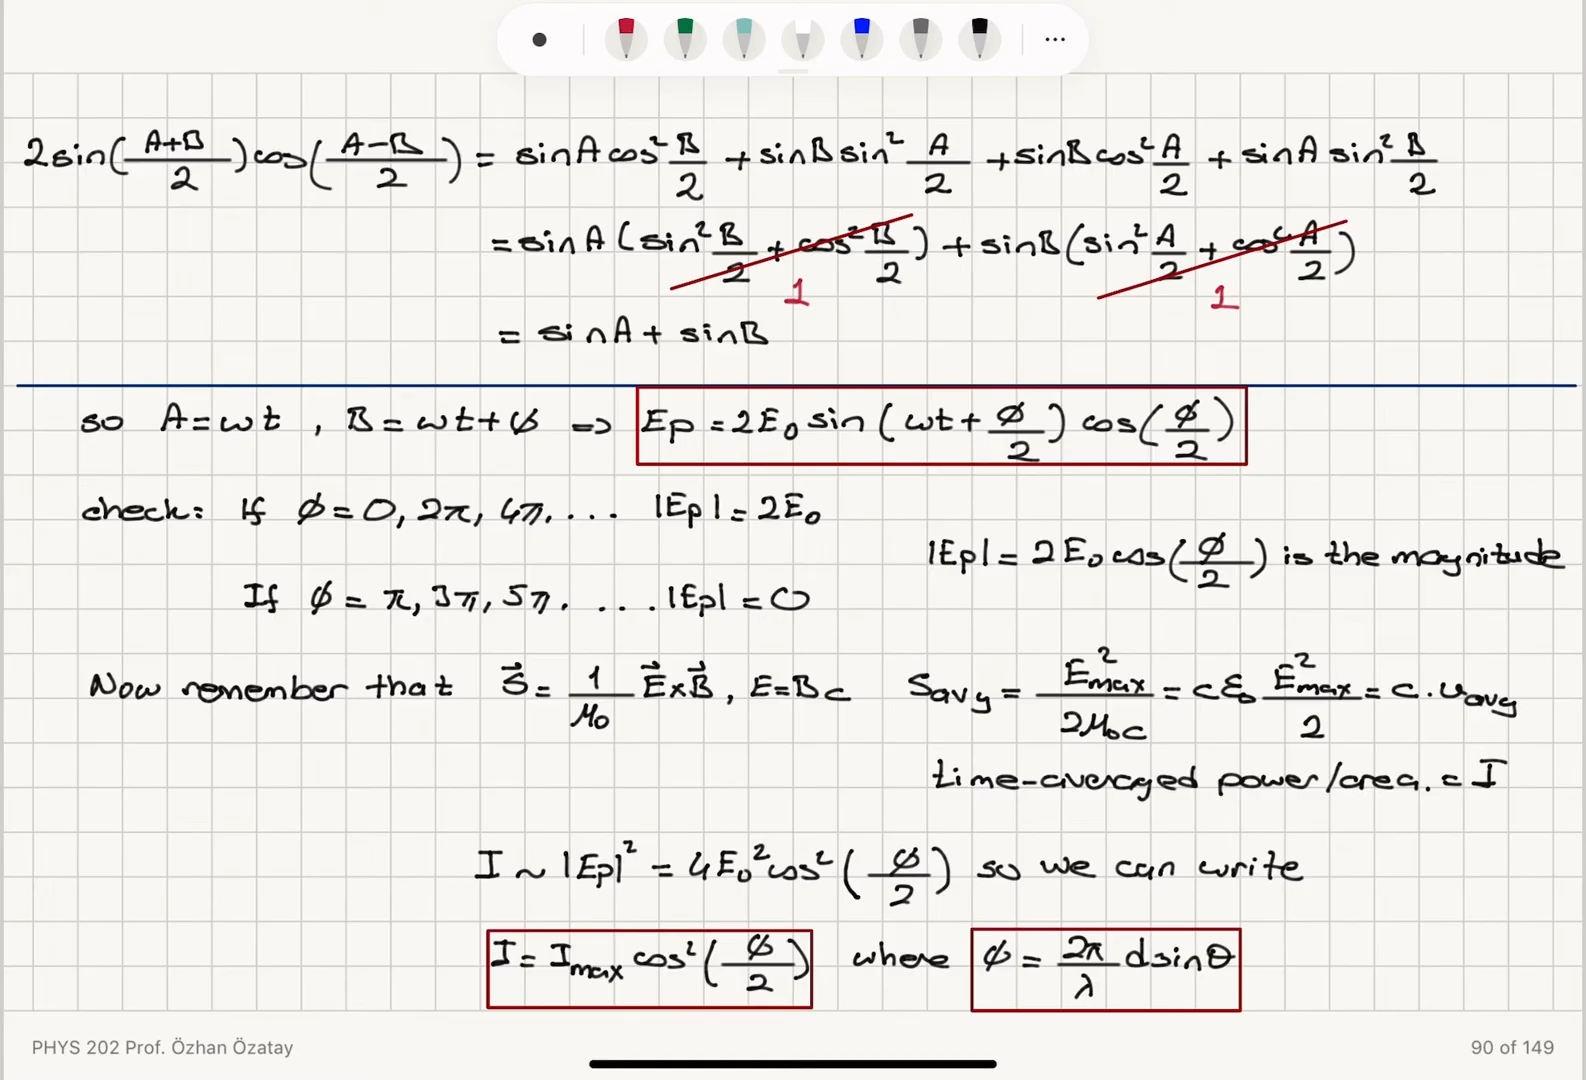 2sin((A+B)/2)cos((A−B)/2) = sinA cos² B/2 + sinB sin² A/2 + sinB cos² A/2 + sinA sin² B/2
= sinA (sin² B/2 + cos² B/2) + sinB (sin² A/2 + cos² A/2)
1 1
= sinA + sinB
so A=ωt , B=ωt+φ => Ep = 2E₀ sin(ωt + φ/2) cos(φ/2)
check: If φ=0, 2π, 4π, ... |Ep| = 2E₀
|Ep| = 2E₀ cos(φ/2) is the magnitude
If φ = π, 3π, 5π. ... |Ep| = 0
Now remember that S⃗ = 1/μ₀ E⃗xB⃗, E=Bc Savg = E²max/2μ₀c = cε₀ E²max/2 = c.uavg
time-averaged power/area. = I
I ~ |Ep|² = 4E₀² cos²(φ/2) so we can write
I = Imax cos²(φ/2) where φ = 2π/λ dsinθ
PHYS 202 Prof. Özhan Özatay 90 of 149